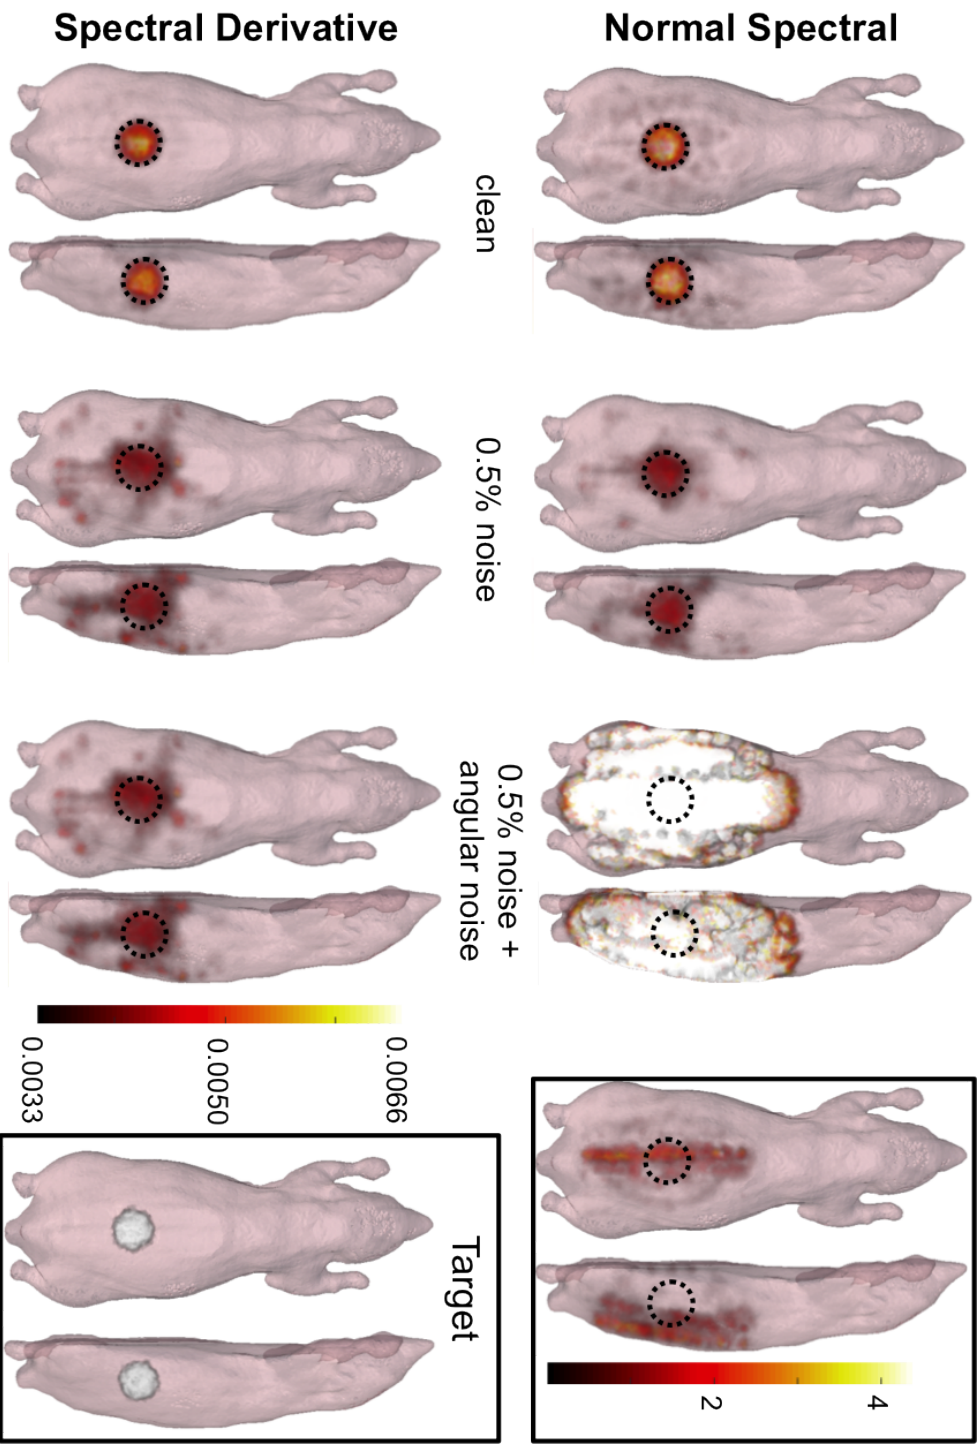 Spectral Derivative
Normal Spectral
clean
0.5% noise
0.5% noise +
angular noise
0.0033
0.0050
0.0066
Target
2
4